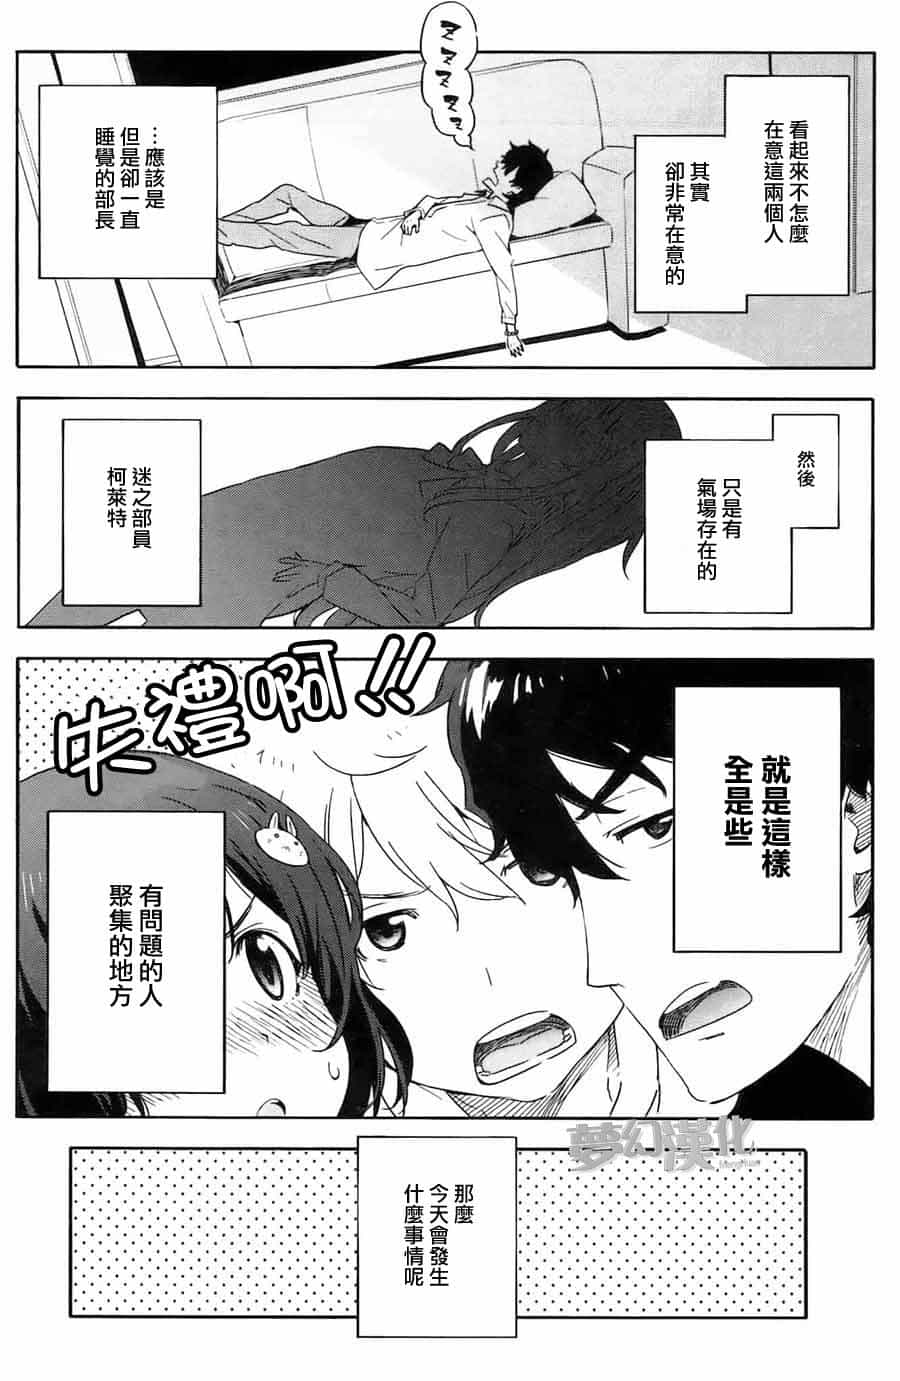 看起來不怎麼
在意這兩個人
其實
卻非常在意的
ZZZZZZ
…應該是
但是卻一直
睡覺的部長
然後
只是有
氣場存在的
迷之部員
柯萊特
就是這樣
全是些
失禮啊!!
有問題的人
聚集的地方
那麼
今天會發生
什麼事情呢
夢幻漢化